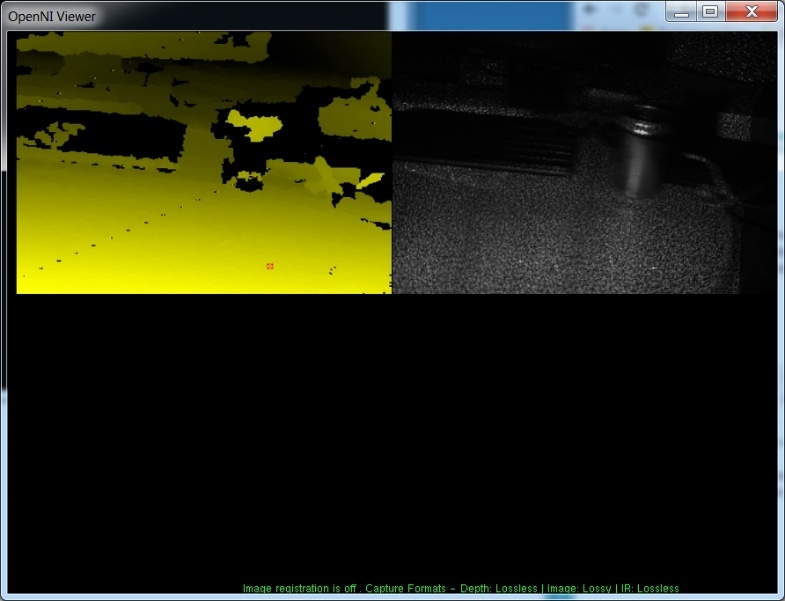 OpenNI Viewer
Image registration is off . Capture Formats - Depth: Lossless | Image: Lossy | IR: Lossless